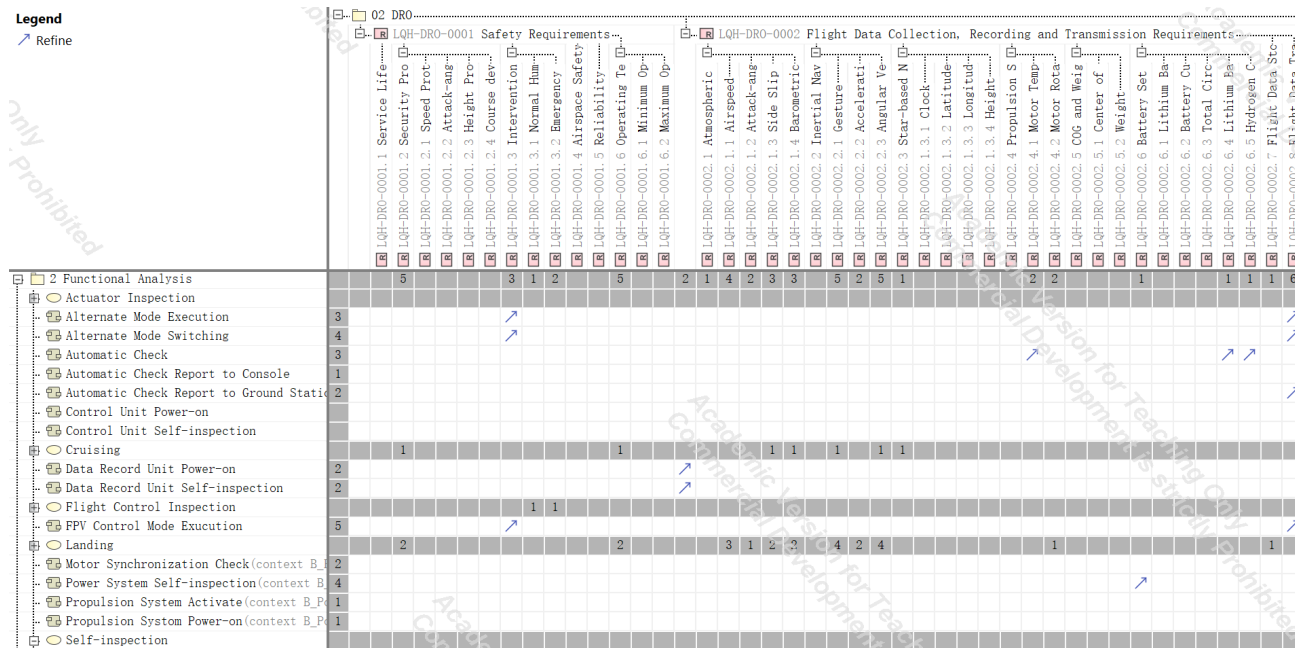 Legend
Refine
02 DRO
LQH-DRO-0001 Safety Requirements
LQH-DRO-0002 Flight Data Collection, Recording and Transmission Requirements
LQH-DRO-0001.1 Service Life
LQH-DRO-0001.2 Security Pro
LQH-DRO-0001.2.1 Speed Prot-
LQH-DRO-0001.2.2 Attack-ang-
LQH-DRO-0001.2.3 Height Pro-
LQH-DRO-0001.2.4 Course dev-
LQH-DRO-0001.3 Intervention
LQH-DRO-0001.3.1 Normal Hum-
LQH-DRO-0001.3.2 Emergency
LQH-DRO-0001.4 Airspace Safety
LQH-DRO-0001.5 Reliability
LQH-DRO-0001.6 Operating Te
LQH-DRO-0001.6.1 Minimum Op-
LQH-DRO-0001.6.2 Maximum Op-
LQH-DRO-0002.1 Atmospheric
LQH-DRO-0002.1.1 Airspeed
LQH-DRO-0002.1.2 Attack-ang-
LQH-DRO-0002.1.3 Side Slip
LQH-DRO-0002.1.4 Barometric-
LQH-DRO-0002.2 Inertial Nav
LQH-DRO-0002.2.1 Gesture
LQH-DRO-0002.2.2 Accelerati-
LQH-DRO-0002.2.3 Angular Ve-
LQH-DRO-0002.3 Star-based N
LQH-DRO-0002.1.3.1 Clock
LQH-DRO-0002.1.3.2 Latitude
LQH-DRO-0002.1.3.3 Longitud-
LQH-DRO-0002.1.3.4 Height
LQH-DRO-0002.4 Propulsion S
LQH-DRO-0002.4.1 Motor Temp
LQH-DRO-0002.4.2 Motor Rota-
LQH-DRO-0002.5 COG and Weig
LQH-DRO-0002.5.1 Center of
LQH-DRO-0002.5.2 Weight
LQH-DRO-0002.6 Battery Set
LQH-DRO-0002.6.1 Lithium Ba-
LQH-DRO-0002.6.2 Battery Cu-
LQH-DRO-0002.6.3 Total Circ-
LQH-DRO-0002.6.4 Lithium Ba-
LQH-DRO-0002.6.5 Hydrogen C-
LQH-DRO-0002.7 Flight Data Stc-
LQH-DRO-0002.8 Flight Data Tra
2 Functional Analysis 5 3 1 2 5 2 1 4 2 3 3 5 2 5 1 2 2 1 1 1 1 6
Actuator Inspection
Alternate Mode Execution 3
Alternate Mode Switching 4
Automatic Check 3
Automatic Check Report to Console 1
Automatic Check Report to Ground Static 2
Control Unit Power-on
Control Unit Self-inspection
Cruising 1 1 1 1 1 1 1
Data Record Unit Power-on 2
Data Record Unit Self-inspection 2
Flight Control Inspection 1 1
FPV Control Mode Exucution 5
Landing 2 2 3 1 2 2 4 2 4 1 1
Motor Synchronization Check(context B_P 2
Power System Self-inspection(context B_ 4
Propulsion System Activate(context B_Po 1
Propulsion Systom Power-on(context B_Po 1
Self-inspection
Academic Version for Teaching Only
Commercial Development is strictly Prohibited